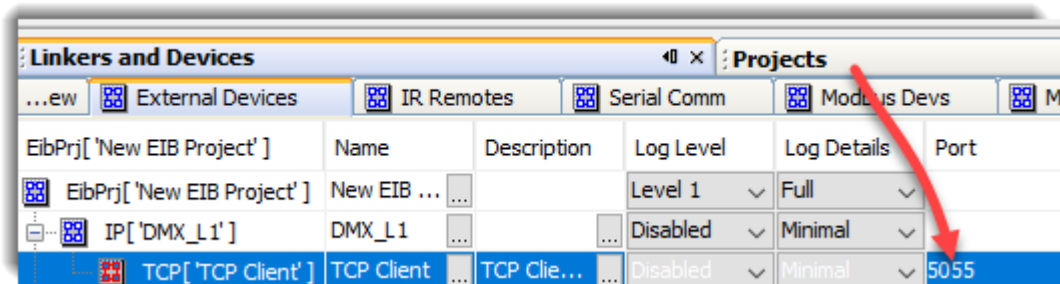 Linkers and Devices Projects
...ew External Devices IR Remotes Serial Comm Modbus Devs M
EibPrj[ 'New EIB Project' ] Name Description Log Level Log Details Port
EibPrj[ 'New EIB Project' ] New EIB ... ... Level 1 Full
IP[ 'DMX_L1' ] DMX_L1 ... ... Disabled Minimal
TCP[ 'TCP Client' ] TCP Client ... TCP Clie... ... Disabled Minimal 5055